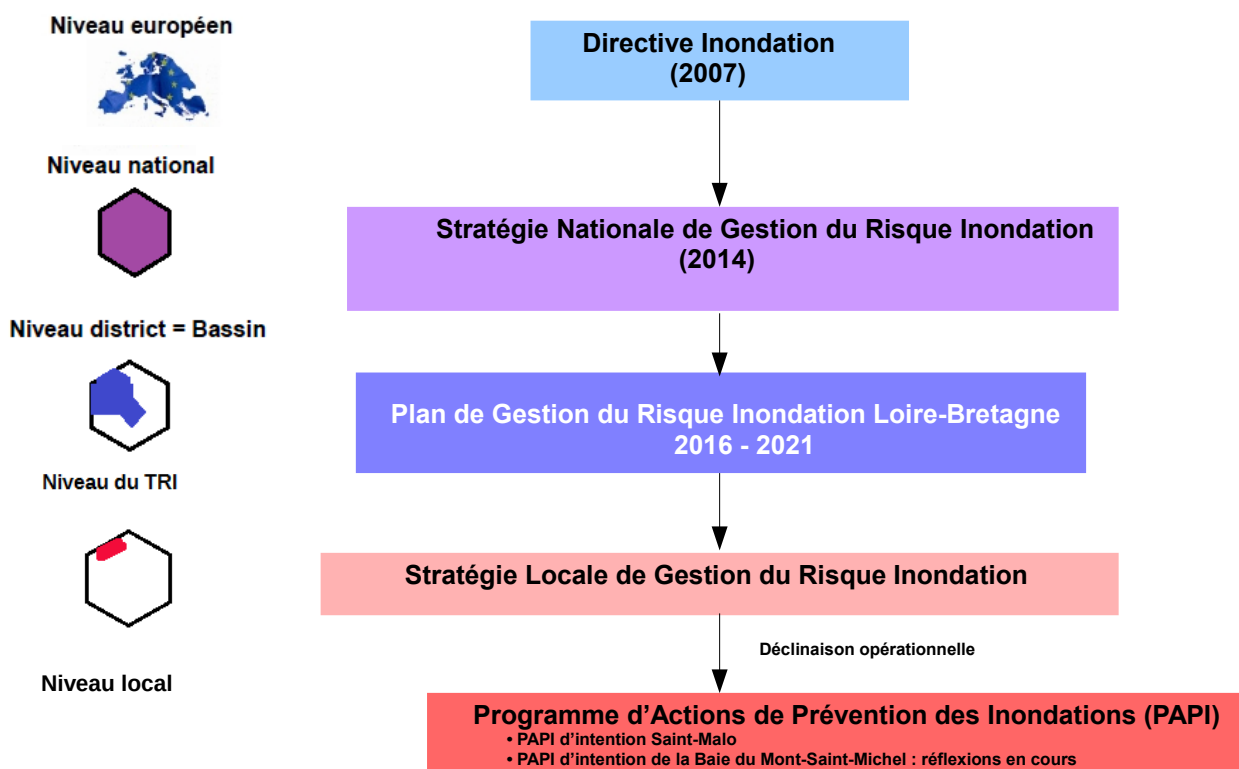 Niveau européen
Directive Inondation
(2007)
Niveau national
Stratégie Nationale de Gestion du Risque Inondation
(2014)
Niveau district = Bassin
Plan de Gestion du Risque Inondation Loire-Bretagne
2016 - 2021
Niveau du TRI
Stratégie Locale de Gestion du Risque Inondation
Déclinaison opérationnelle
Niveau local
Programme d’Actions de Prévention des Inondations (PAPI)
• PAPI d’intention Saint-Malo
• PAPI d’intention de la Baie du Mont-Saint-Michel : réflexions en cours